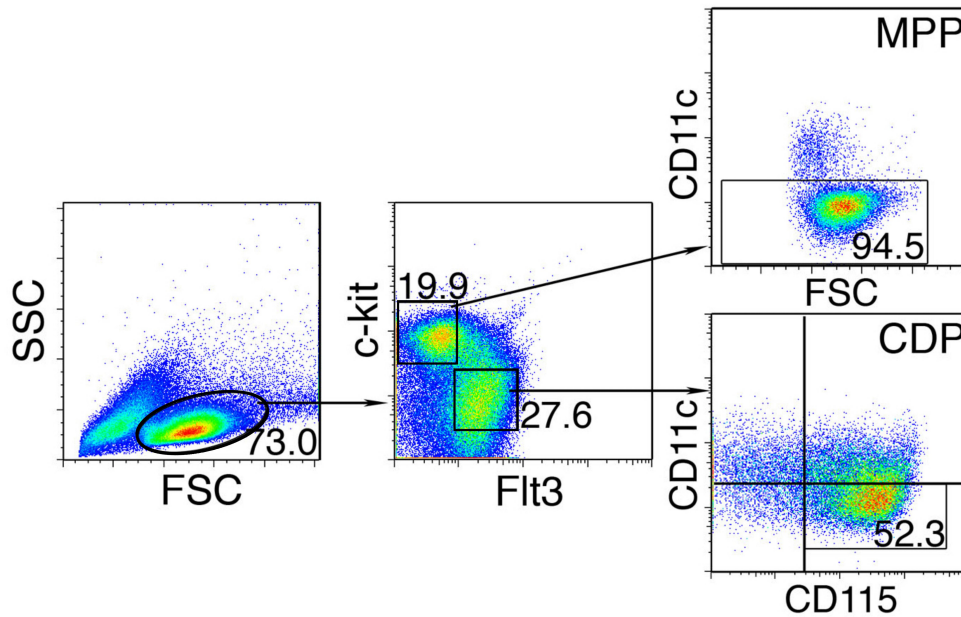 SSC
73.0
FSC
c-kit
19.9
27.6
Flt3
MPP
CD11c
94.5
FSC
CDP
CD11c
52.3
CD115